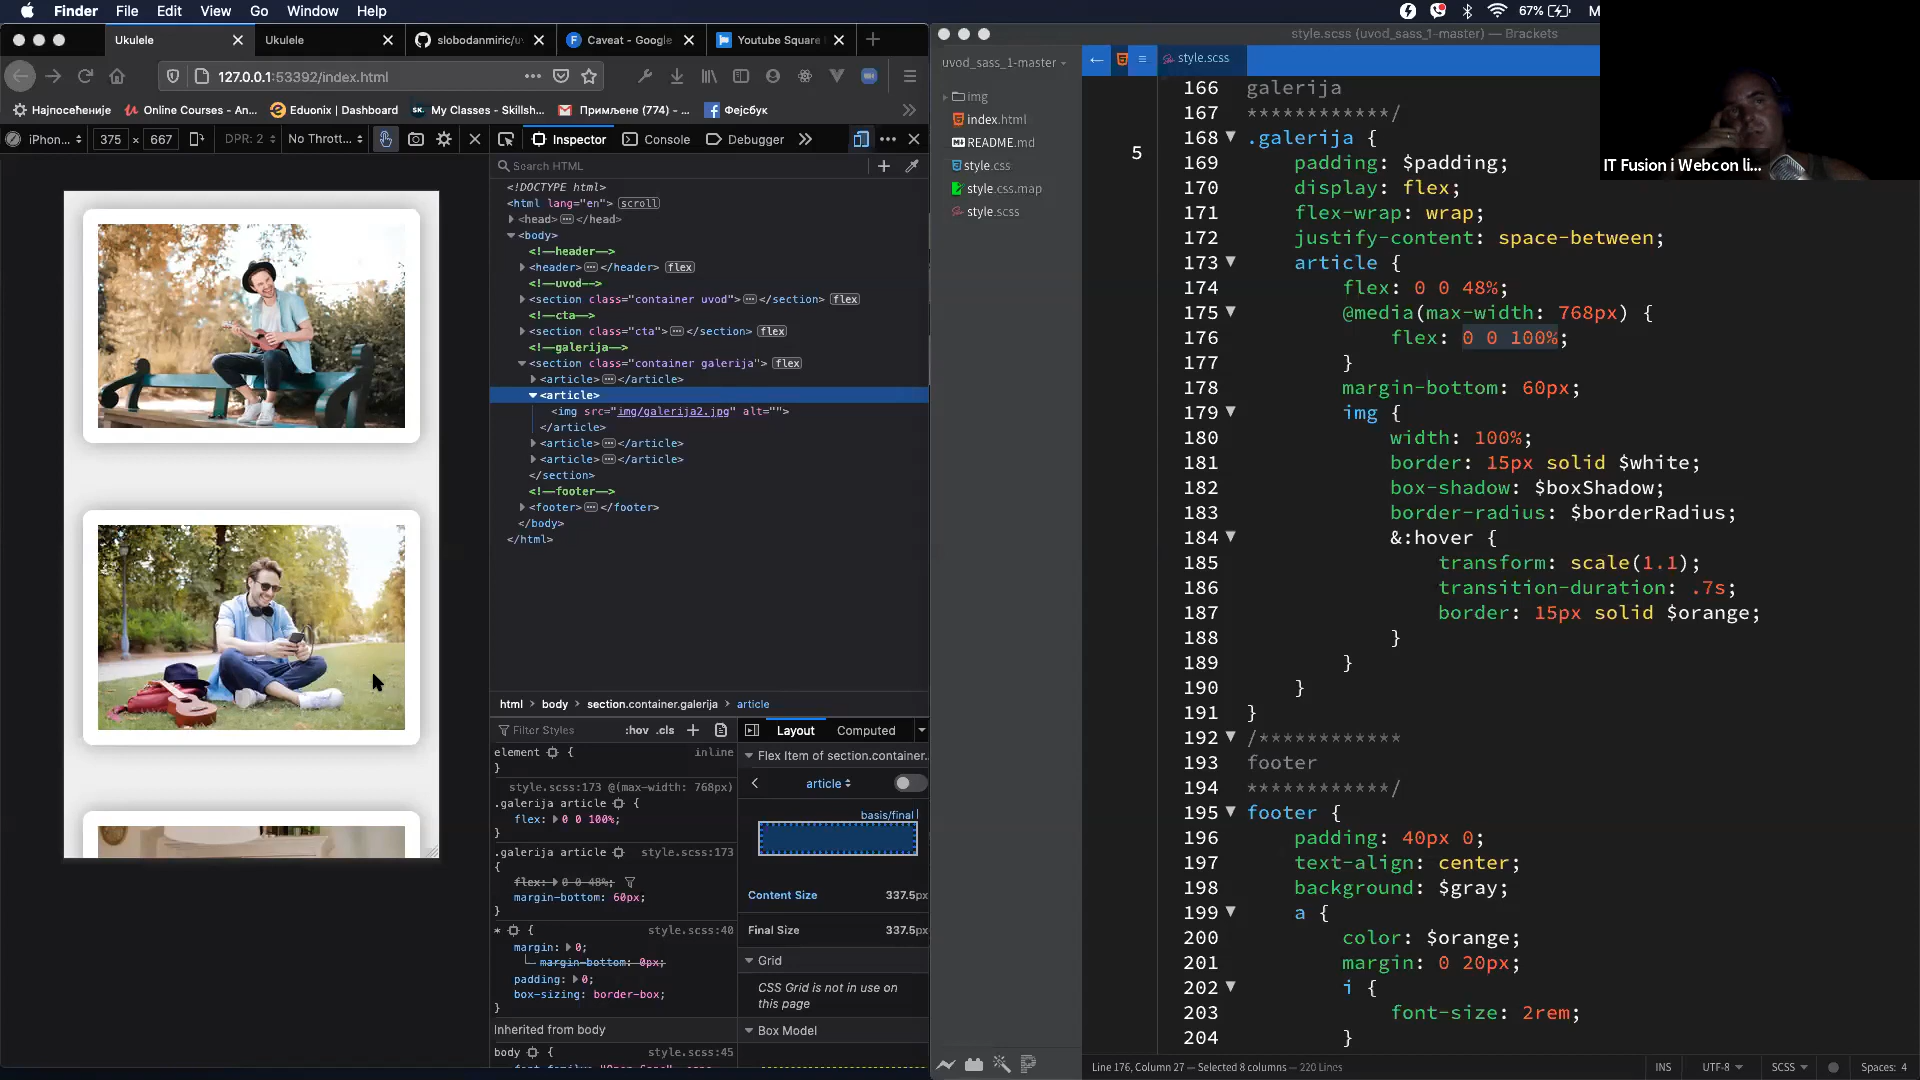 Finder File Edit View Go Window Help
67%
Ukulele
Ukulele
slobodanmiric/u
Caveat - Google
Youtube Square
127.0.0.1:53392/index.html
Најпосећеније
Online Courses - An...
Eduonix | Dashboard
My Classes - Skillsh...
Примљене (774) - ...
Фејсбук
iPhon... 375 × 667 DPR: 2 No Thrott...
Inspector Console Debugger
Search HTML
<!DOCTYPE html>
<html lang="en"> scroll
<head> </head>
<body>
<!--header-->
<header> </header> flex
<!--uvod-->
<section class="container uvod"> </section> flex
<!--cta-->
<section class="cta"> </section> flex
<!--galerija-->
<section class="container galerija"> flex
<article> </article>
<article>
<img src="img/galerija2.jpg" alt="">
</article>
<article> </article>
<article> </article>
</section>
<!--footer-->
<footer> </footer>
</body>
</html>
html body section.container.galerija article
Filter Styles :hov .cls
element { inline
}
style.scss:173 @(max-width: 768px)
.galerija article {
flex: 0 0 100%;
}
.galerija article style.scss:173
{
flex: 0 0 48%;
margin-bottom: 60px;
}
* { style.scss:40
margin: 0;
margin-bottom: 0px;
padding: 0;
box-sizing: border-box;
}
Inherited from body
body { style.scss:45
Layout Computed
Flex Item of section.container..
article
basis/final
Content Size 337.5px
Final Size 337.5px
Grid
CSS Grid is not in use on
this page
Box Model
style.scss (uvod_sass_1-master) — Brackets
uvod_sass_1-master
img
index.html
README.md
style.css
style.css.map
style.scss
5
style.scss
166 galerija
167 ************/
168 .galerija {
169 padding: $padding;
170 display: flex;
171 flex-wrap: wrap;
172 justify-content: space-between;
173 article {
174 flex: 0 0 48%;
175 @media(max-width: 768px) {
176 flex: 0 0 100%;
177 }
178 margin-bottom: 60px;
179 img {
180 width: 100%;
181 border: 15px solid $white;
182 box-shadow: $boxShadow;
183 border-radius: $borderRadius;
184 &:hover {
185 transform: scale(1.1);
186 transition-duration: .7s;
187 border: 15px solid $orange;
188 }
189 }
190 }
191 }
192 /************
193 footer
194 ************/
195 footer {
196 padding: 40px 0;
197 text-align: center;
198 background: $gray;
199 a {
200 color: $orange;
201 margin: 0 20px;
202 i {
203 font-size: 2rem;
204 }
Line 176, Column 27 — Selected 8 columns — 220 Lines
INS UTF-8 SCSS Spaces: 4
IT Fusion i Webcon li...